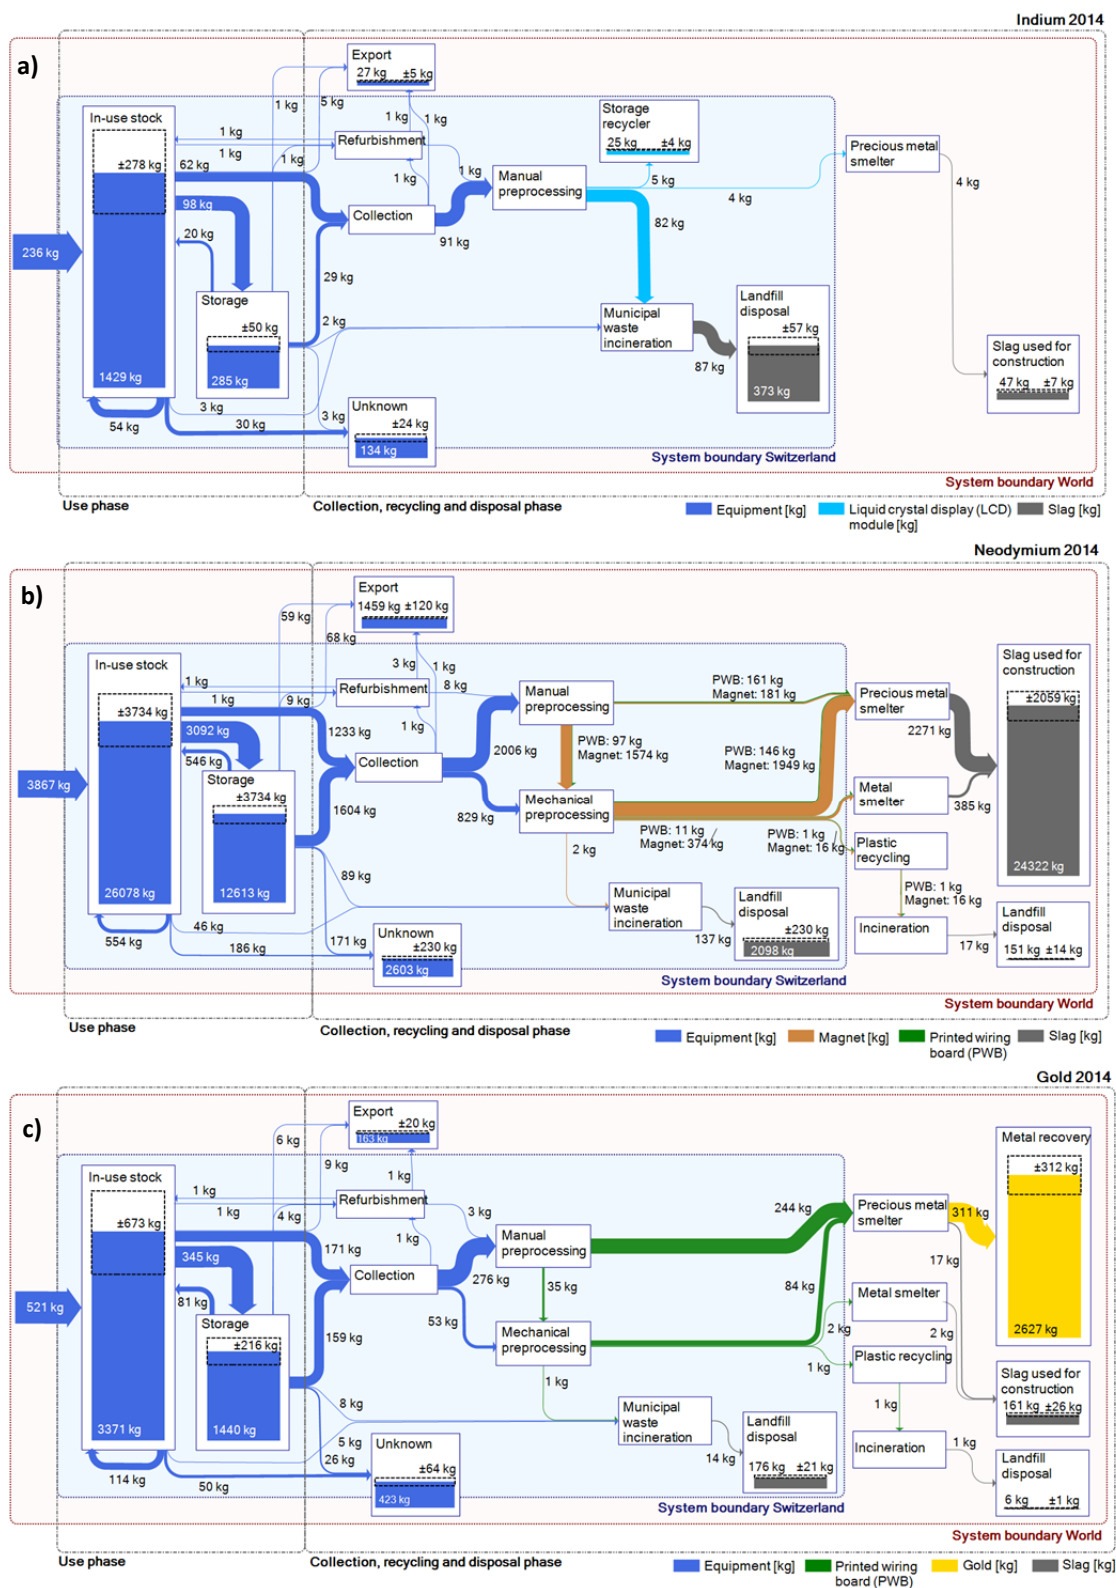 Indium 2014
a)
Export
27 kg ±5 kg
In-use stock
1 kg
5 kg
1 kg
1 kg
Storage
recycler
25 kg ±4 kg
1 kg
1 kg
Refurbishment
Precious metal
smelter
±278 kg
62 kg
1 kg
1 kg
1 kg
Manual
preprocessing
5 kg
4 kg
4 kg
98 kg
Collection
91 kg
82 kg
20 kg
236 kg
29 kg
Storage
±50 kg
2 kg
Municipal
waste
incineration
Landfill
disposal
±57 kg
87 kg
373 kg
Slag used for
construction
47 kg ±7 kg
1429 kg
285 kg
3 kg
3 kg
54 kg
30 kg
Unknown
±24 kg
134 kg
System boundary Switzerland
System boundary World
Use phase
Collection, recycling and disposal phase
Equipment [kg]
Liquid crystal display (LCD)
module [kg]
Slag [kg]
Neodymium 2014
b)
Export
1459 kg ±120 kg
59 kg
68 kg
In-use stock
3 kg
1 kg
Slag used for
construction
±2059 kg
1 kg
1 kg
9 kg
Refurbishment
8 kg
1 kg
Manual
preprocessing
PWB: 161 kg
Magnet: 181 kg
Precious metal
smelter
2271 kg
±3734 kg
3092 kg
1233 kg
546 kg
Collection
2006 kg
PWB: 97 kg
Magnet: 1574 kg
PWB: 146 kg
Magnet: 1949 kg
3867 kg
Storage
±3734 kg
1604 kg
829 kg
Mechanical
preprocessing
Metal
smelter
385 kg
2 kg
PWB: 11 kg
Magnet: 374 kg
PWB: 1 kg
Magnet: 16 kg
Plastic
recycling
24322 kg
26078 kg
12613 kg
89 kg
PWB: 1 kg
Magnet: 16 kg
Municipal
waste
incineration
137 kg
Landfill
disposal
±230 kg
2098 kg
Incineration
17 kg
Landfill
disposal
151 kg ±14 kg
46 kg
554 kg
186 kg
171 kg
Unknown
±230 kg
2603 kg
System boundary Switzerland
System boundary World
Use phase
Collection, recycling and disposal phase
Equipment [kg]
Magnet [kg]
Printed wiring
board (PWB)
Slag [kg]
Gold 2014
c)
Export
±20 kg
163 kg
6 kg
9 kg
In-use stock
1 kg
Metal recovery
±312 kg
1 kg
1 kg
4 kg
Refurbishment
3 kg
1 kg
244 kg
Precious metal
smelter
311 kg
±673 kg
171 kg
Manual
preprocessing
17 kg
345 kg
Collection
276 kg
35 kg
84 kg
81 kg
521 kg
Storage
±216 kg
159 kg
53 kg
Mechanical
preprocessing
Metal smelter
2 kg
2 kg
2627 kg
1 kg
Plastic recycling
1 kg
1 kg
Slag used for
construction
161 kg ±26 kg
3371 kg
1440 kg
8 kg
5 kg
26 kg
Municipal
waste
incineration
14 kg
Landfill
disposal
176 kg ±21 kg
Incineration
1 kg
Landfill
disposal
6 kg ±1 kg
114 kg
50 kg
Unknown
±64 kg
423 kg
System boundary Switzerland
System boundary World
Use phase
Collection, recycling and disposal phase
Equipment [kg]
Printed wiring
board (PWB)
Gold [kg]
Slag [kg]